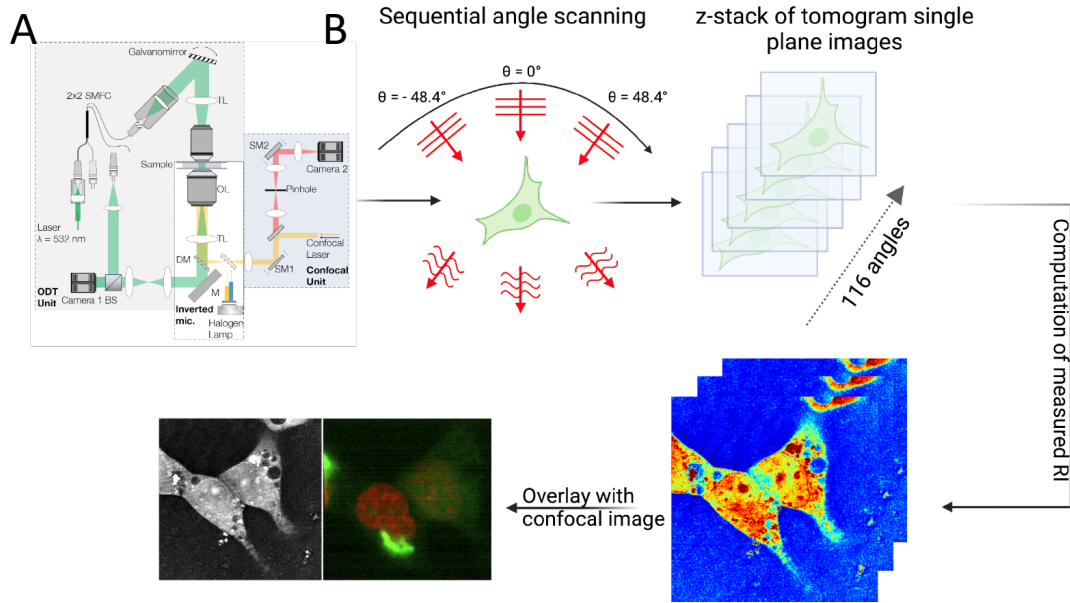 A
Galvanomirror
2x2 SMFC
TL
Sample
OL
Laser
λ = 532 nm
TL
DM
Camera 1 BS
ODT
Unit
M
Inverted
mic.
Halogen
Lamp
SM2
Camera 2
Pinhole
Confocal
Laser
SM1
Confocal
Unit
B
Sequential angle scanning
θ = - 48.4°
θ = 0°
θ = 48.4°
z-stack of tomogram single
plane images
116 angles
Computation of measured RI
Overlay with
confocal image